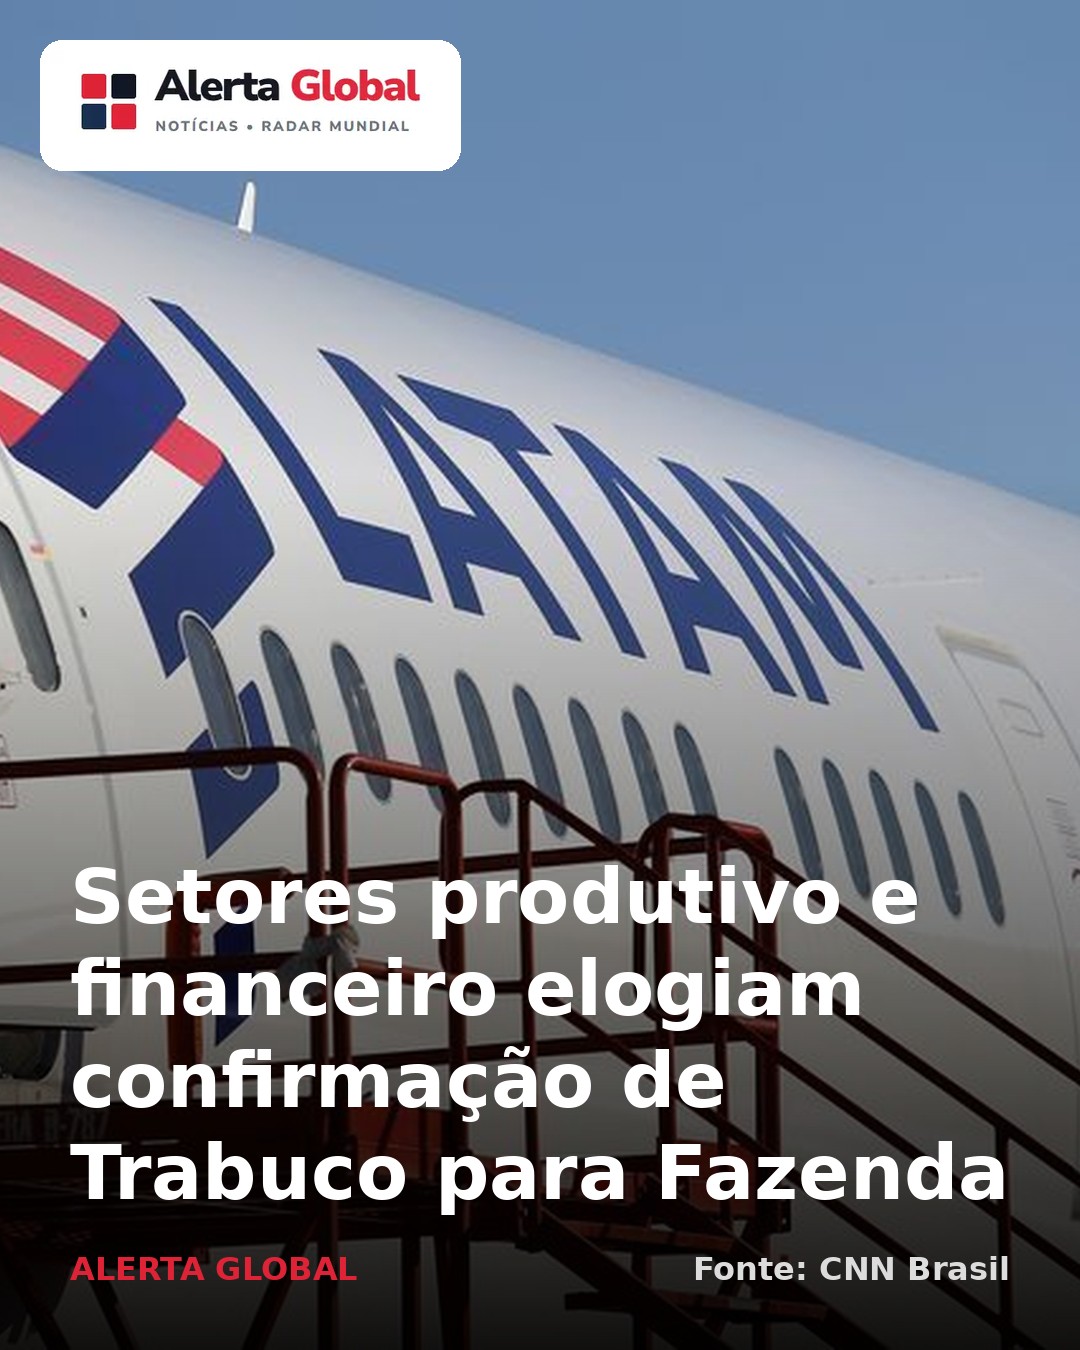 Alerta Global
NOTÍCIAS • RADAR MUNDIAL
LATAM
Setores produtivo e
financeiro elogiam
confirmação de
Trabuco para Fazenda
ALERTA GLOBAL
Fonte: CNN Brasil